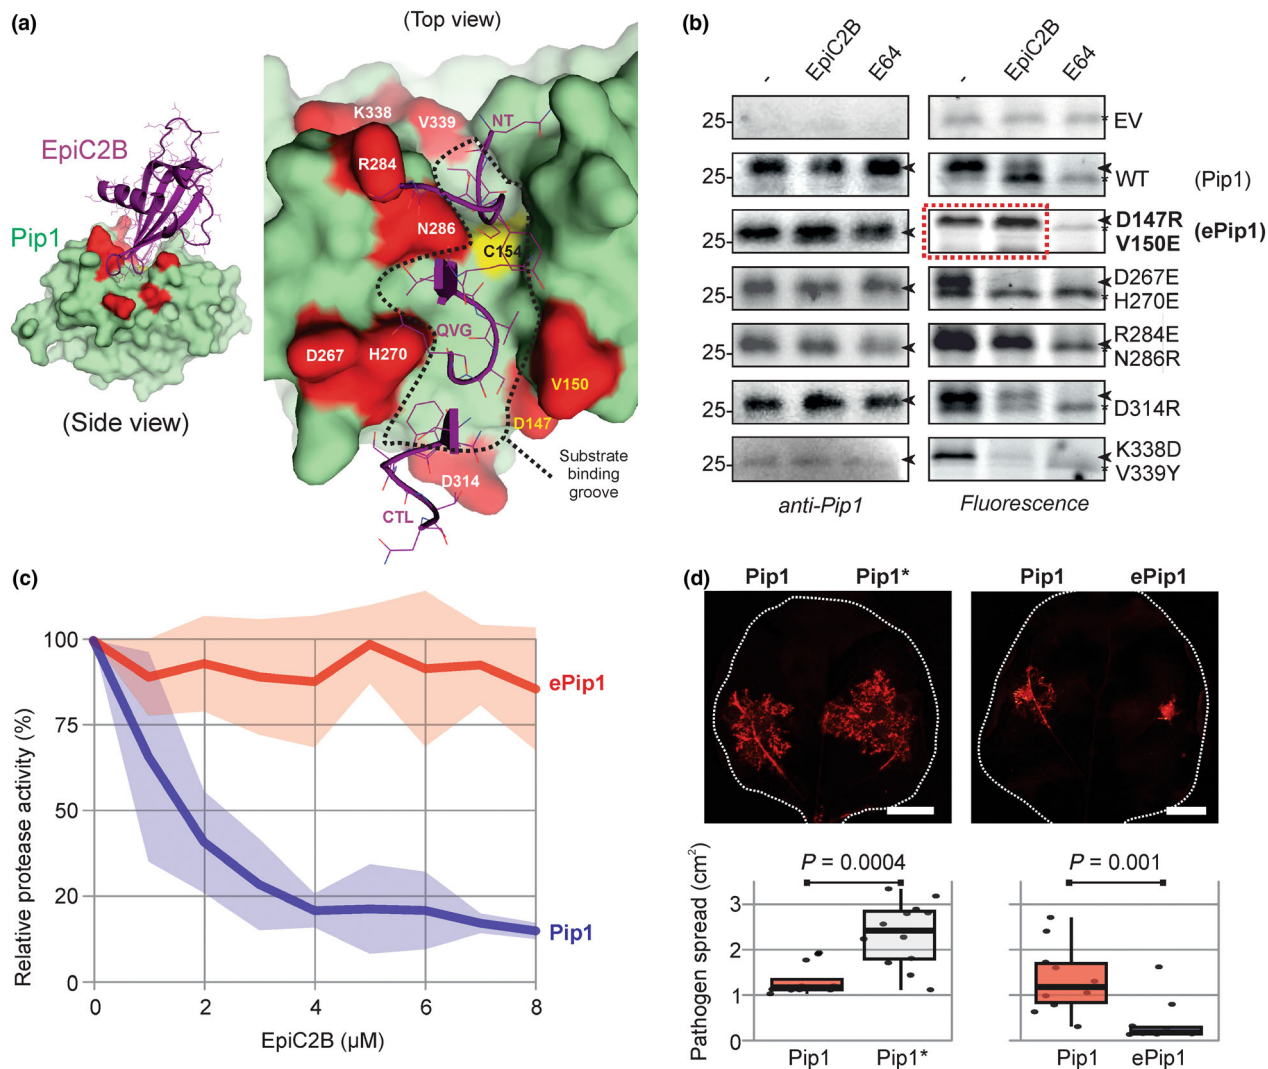 (a)
(Top view)
EpiC2B
Pip1
(Side view)
K338
V339
NT
R284
N286
C154
QVG
D267
H270
V150
D147
D314
CTL
Substrate
binding
groove
(b)
- EpiC2B E64 - EpiC2B E64
25- * EV
25- * WT (Pip1)
25- D147R (ePip1)
* V150E
25- D267E
* H270E
25- R284E
* N286R
25- * D314R
25- K338D
* V339Y
anti-Pip1 Fluorescence
(c)
Relative protease activity (%)
100
75
50
20
0
0 2 4 6 8
EpiC2B (µM)
ePip1
Pip1
(d)
Pip1 Pip1* Pip1 ePip1
Pathogen spread (cm²)
P = 0.0004 P = 0.001
3
2
1
0
Pip1 Pip1* Pip1 ePip1